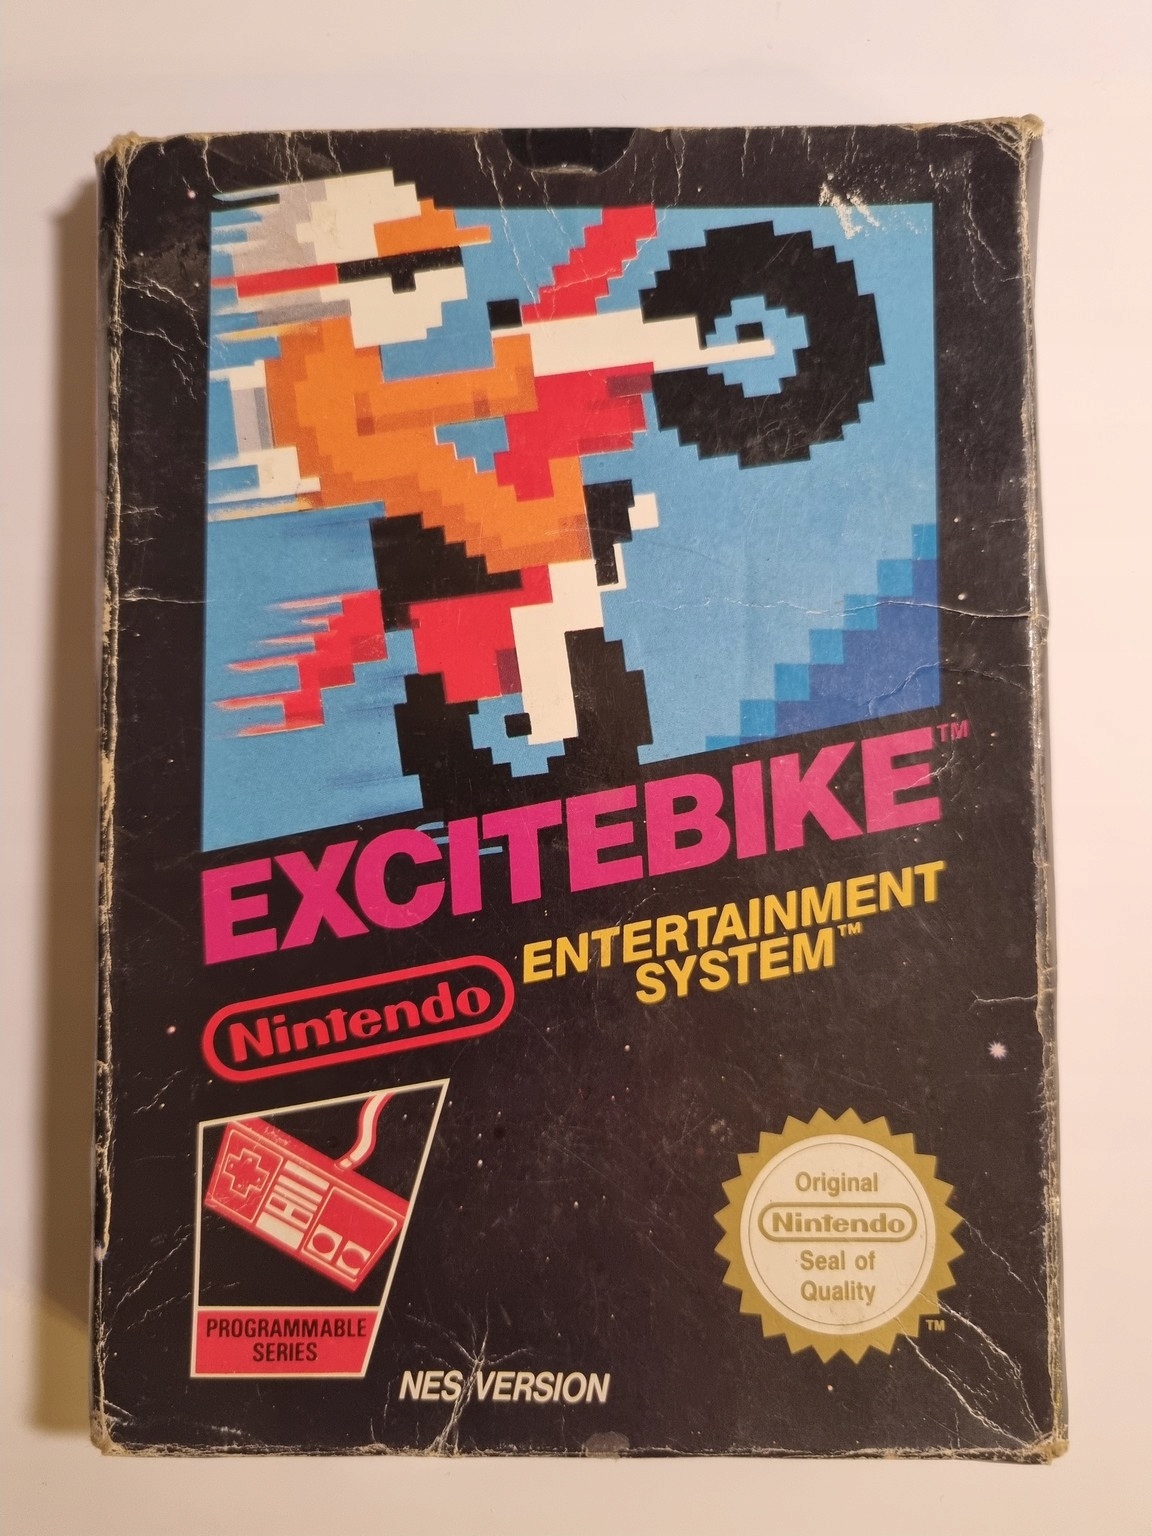 EXCITEBIKE™
ENTERTAINMENT
SYSTEM™
Nintendo
PROGRAMMABLE
SERIES
NES VERSION
Original
Nintendo
Seal of
Quality
TM